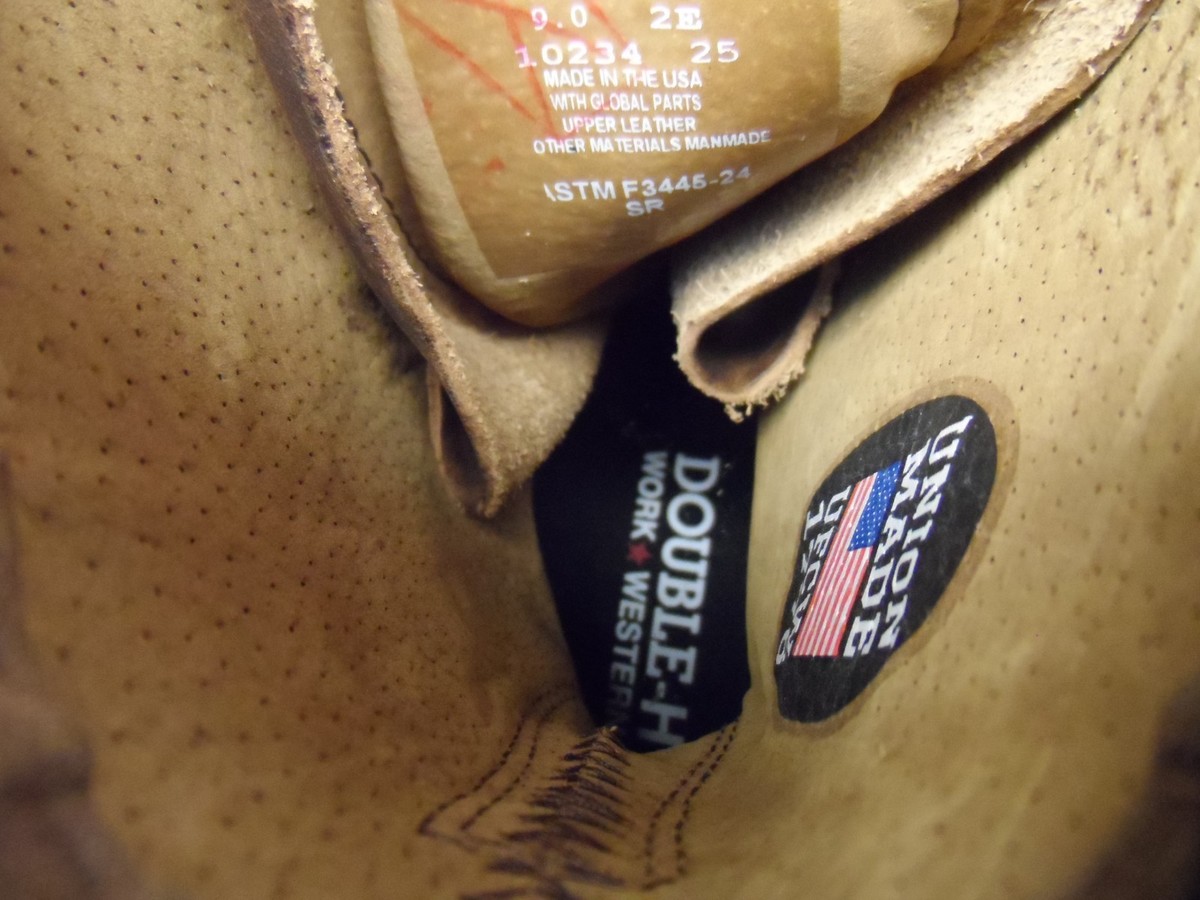 9.0 2E
10234 25
MADE IN THE USA
WITH GLOBAL PARTS
UPPER LEATHER
OTHER MATERIALS MANMADE
ASTM F3445-24
SR
DOUBLE-H
WORK ★ WESTERN
UNION
MADE
UFCW